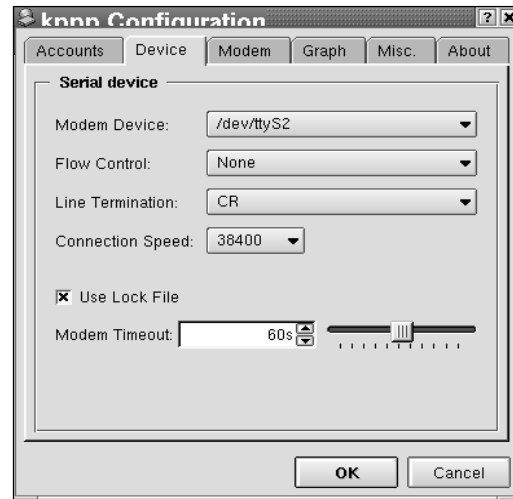 kppp Configuration
Accounts Device Modem Graph Misc. About
Serial device
Modem Device: /dev/ttyS2
Flow Control: None
Line Termination: CR
Connection Speed: 38400
Use Lock File
Modem Timeout: 60s
OK Cancel